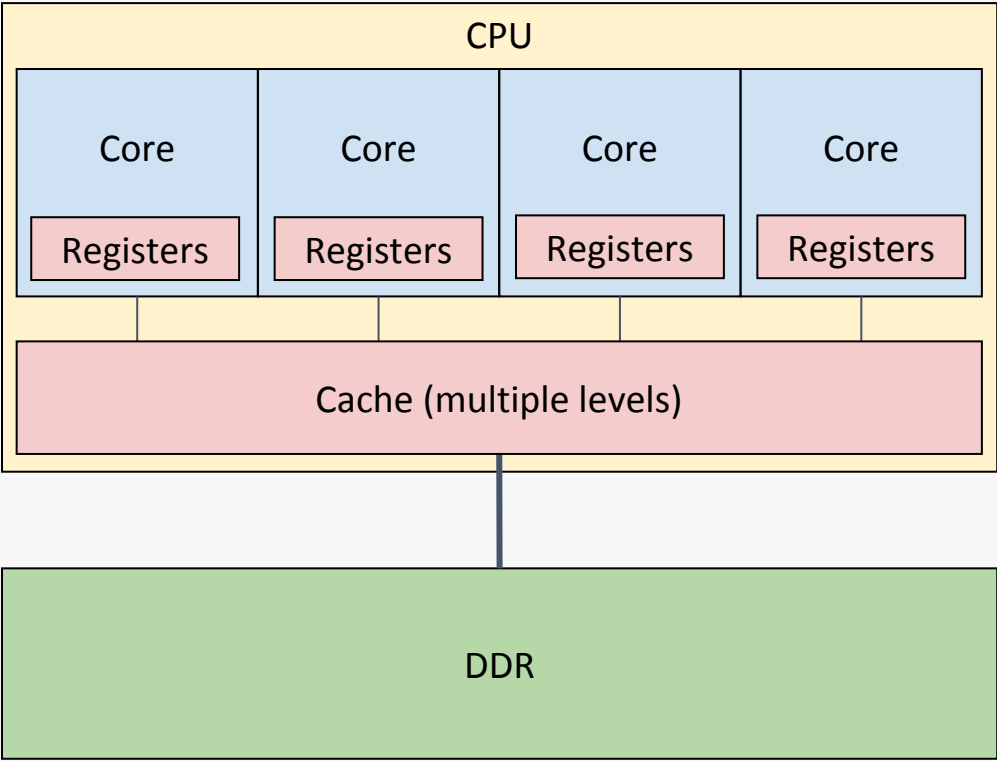 CPU
Core
Core
Core
Core
Registers
Registers
Registers
Registers
Cache (multiple levels)
DDR